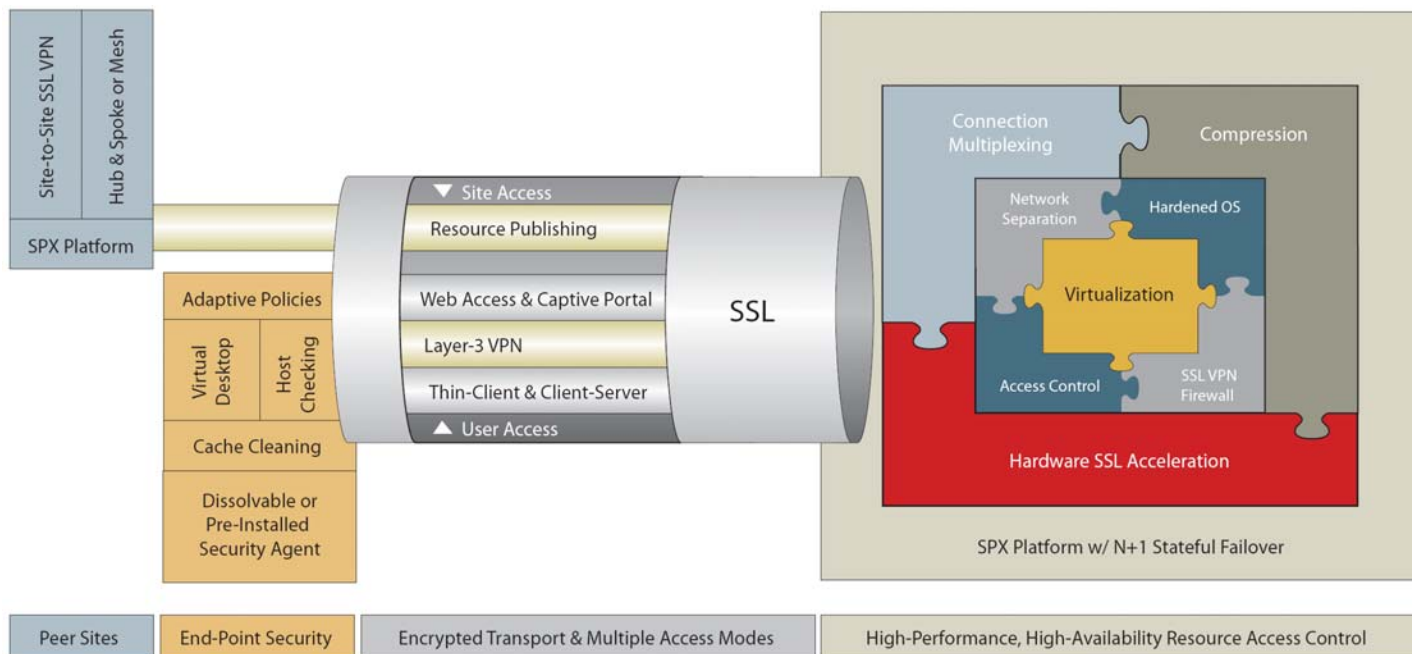 Site-to-Site SSL VPN
Hub & Spoke or Mesh
SPX Platform
Adaptive Policies
Virtual
Desktop
Host
Checking
Cache Cleaning
Dissolvable or
Pre-Installed
Security Agent
▼ Site Access
Resource Publishing
Web Access & Captive Portal
Layer-3 VPN
Thin-Client & Client-Server
▲ User Access
SSL
Connection
Multiplexing
Compression
Network
Separation
Hardened OS
Virtualization
Access Control
SSL VPN
Firewall
Hardware SSL Acceleration
SPX Platform w/ N+1 Stateful Failover
Peer Sites
End-Point Security
Encrypted Transport & Multiple Access Modes
High-Performance, High-Availability Resource Access Control